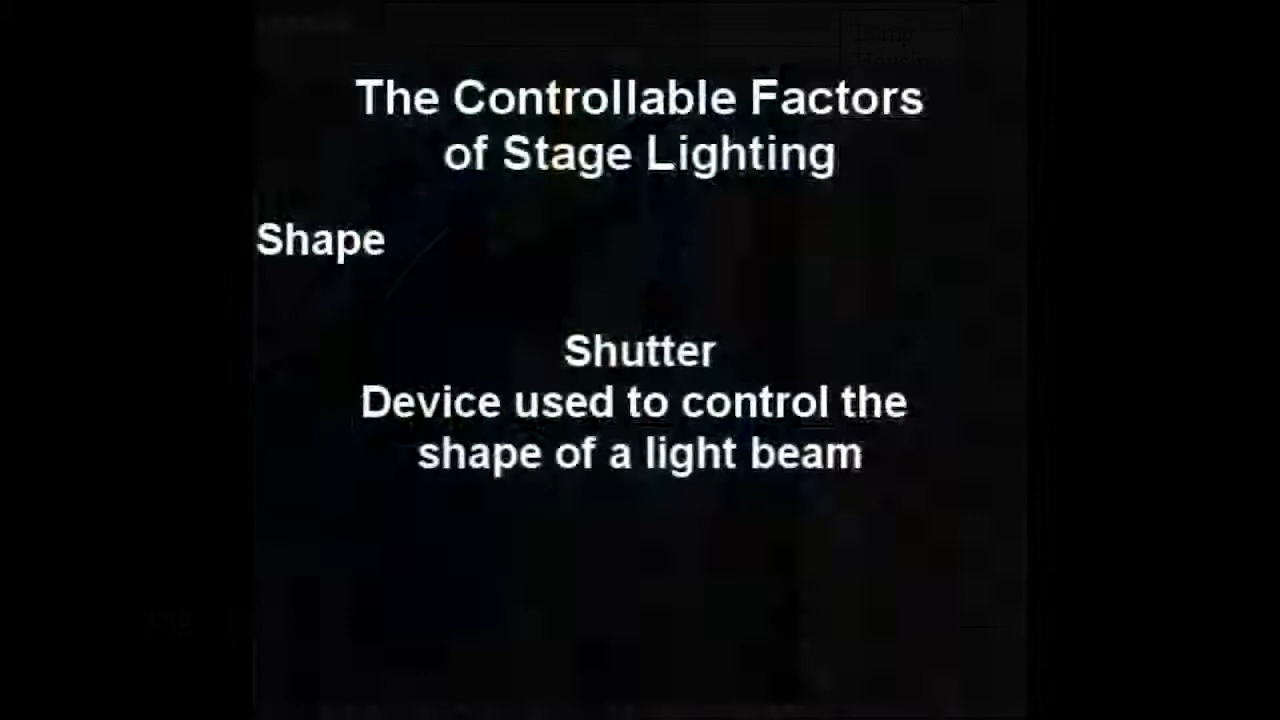 The Controllable Factors
of Stage Lighting
Shape
Shutter
Device used to control the
shape of a light beam